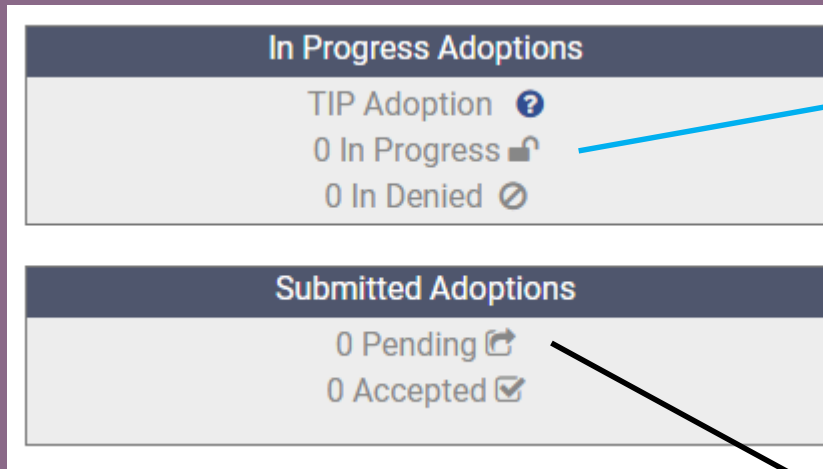 In Progress Adoptions
TIP Adoption ?
0 In Progress
0 In Denied
Submitted Adoptions
0 Pending
0 Accepted